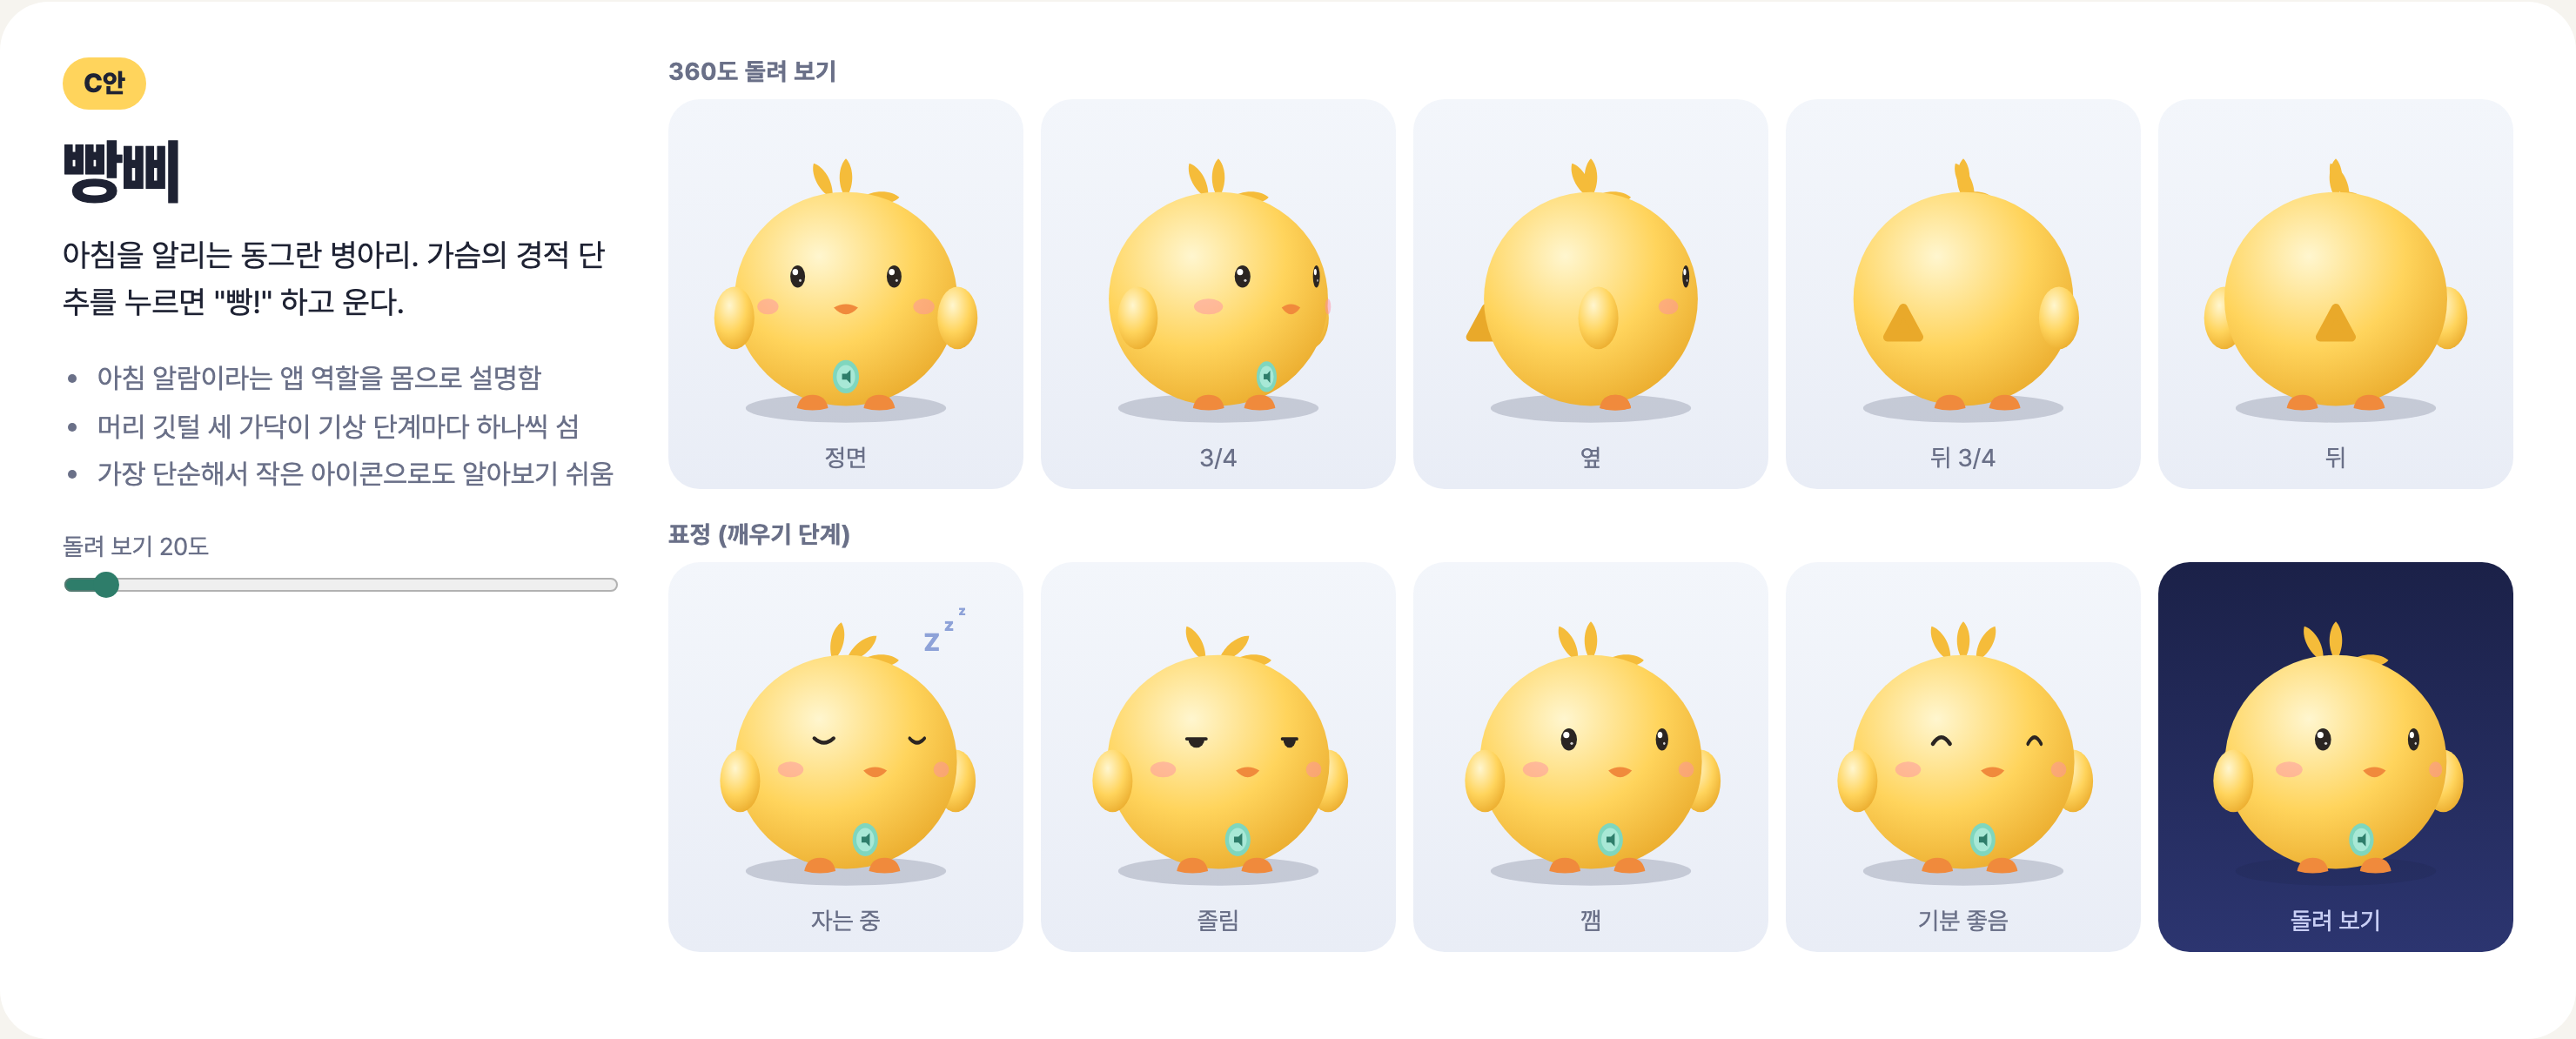 C안
빵삐
아침을 알리는 동그란 병아리. 가슴의 경적 단
추를 누르면 "빵!" 하고 운다.
• 아침 알람이라는 앱 역할을 몸으로 설명함
• 머리 깃털 세 가닥이 기상 단계마다 하나씩 섬
• 가장 단순해서 작은 아이콘으로도 알아보기 쉬움
돌려 보기 20도
360도 돌려 보기
정면
3/4
옆
뒤 3/4
뒤
표정 (깨우기 단계)
z z z
자는 중
졸림
깸
기분 좋음
돌려 보기